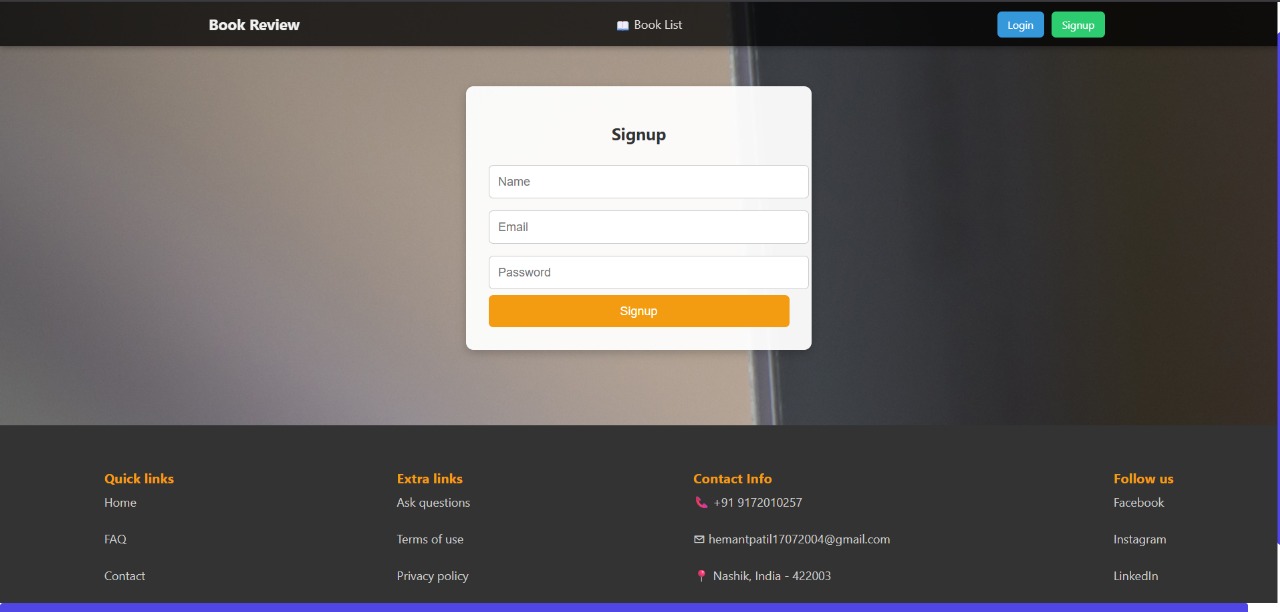 Book Review
📖 Book List
Login
Signup
Signup
Name
Email
Password
Signup
Quick links
Home
FAQ
Contact
Extra links
Ask questions
Terms of use
Privacy policy
Contact Info
📞 +91 9172010257
✉ hemantpatil17072004@gmail.com
📍 Nashik, India - 422003
Follow us
Facebook
Instagram
LinkedIn